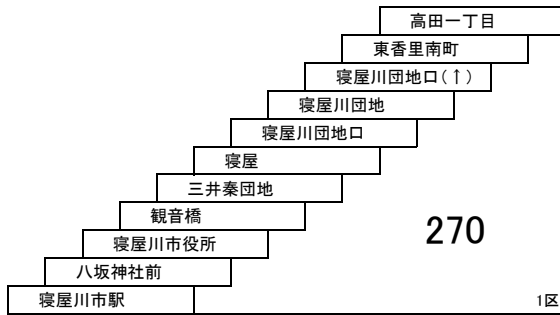 高田一丁目
東香里南町
寝屋川団地口(↑)
寝屋川団地
寝屋川団地口
寝屋
三井秦団地
観音橋
270
寝屋川市役所
八坂神社前
寝屋川市駅
1区